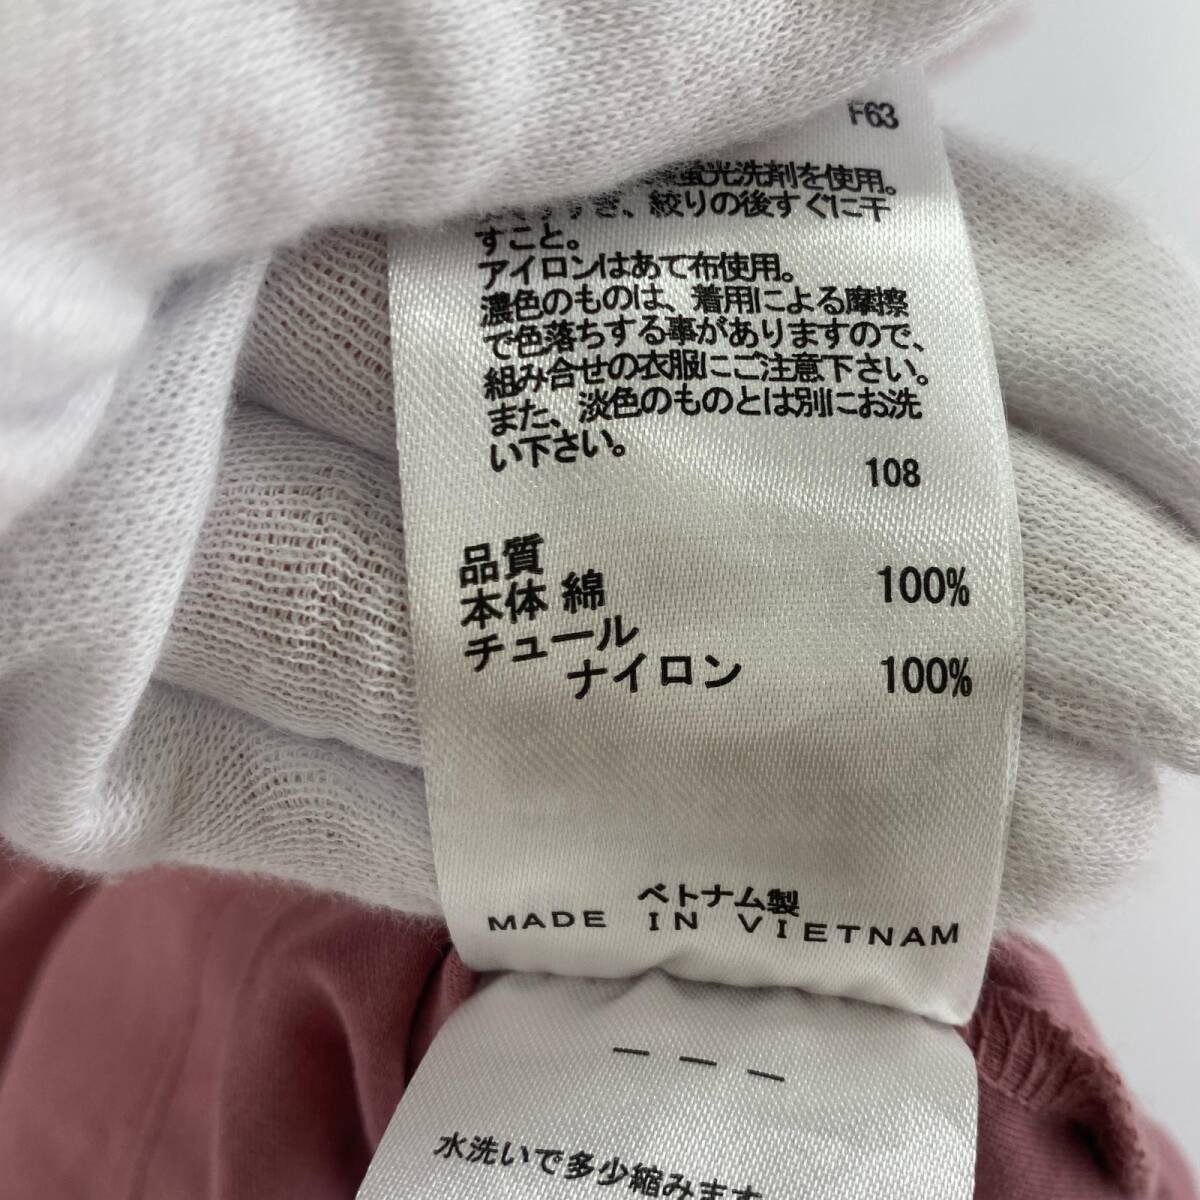 F63
蛍光洗剤を使用。
すすぎ、絞りの後すぐに干
すこと。
アイロンはあて布使用。
濃色のものは、着用による摩擦
で色落ちする事がありますので、
組み合せの衣服にご注意下さい。
また、淡色のものとは別にお洗
い下さい。
108
品質
本体 綿 100%
チュール
ナイロン 100%
ベトナム製
MADE IN VIETNAM
水洗いで多少縮みます